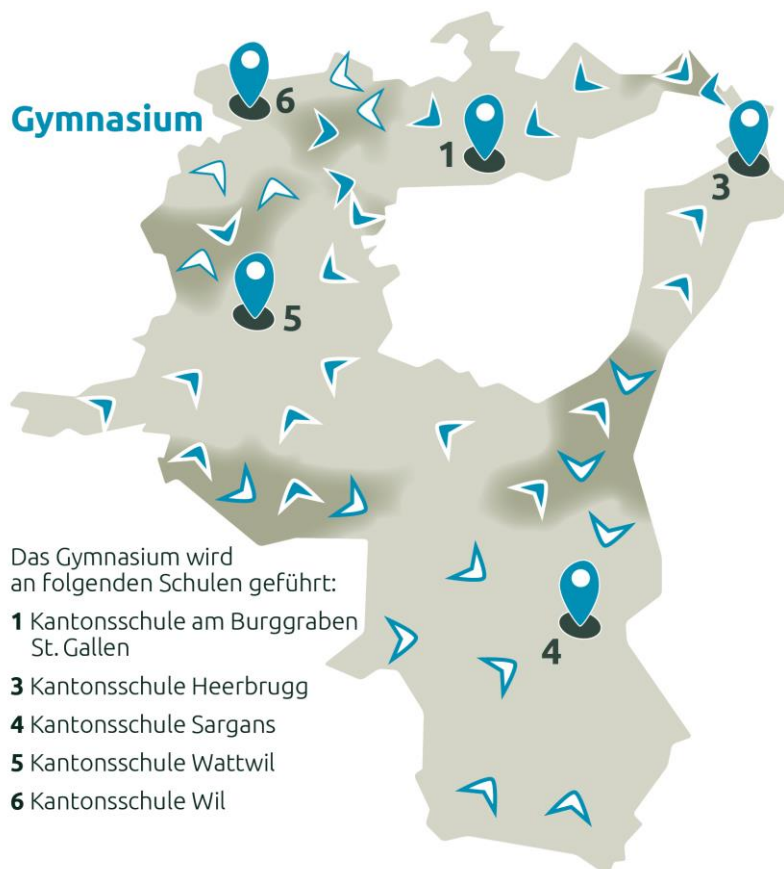 6
Gymnasium
1
3
5
Das Gymnasium wird
an folgenden Schulen geführt:
1 Kantonsschule am Burggraben
St. Gallen
4
3 Kantonsschule Heerbrugg
4 Kantonsschule Sargans
5 Kantonsschule Wattwil
6 Kantonsschule Wil